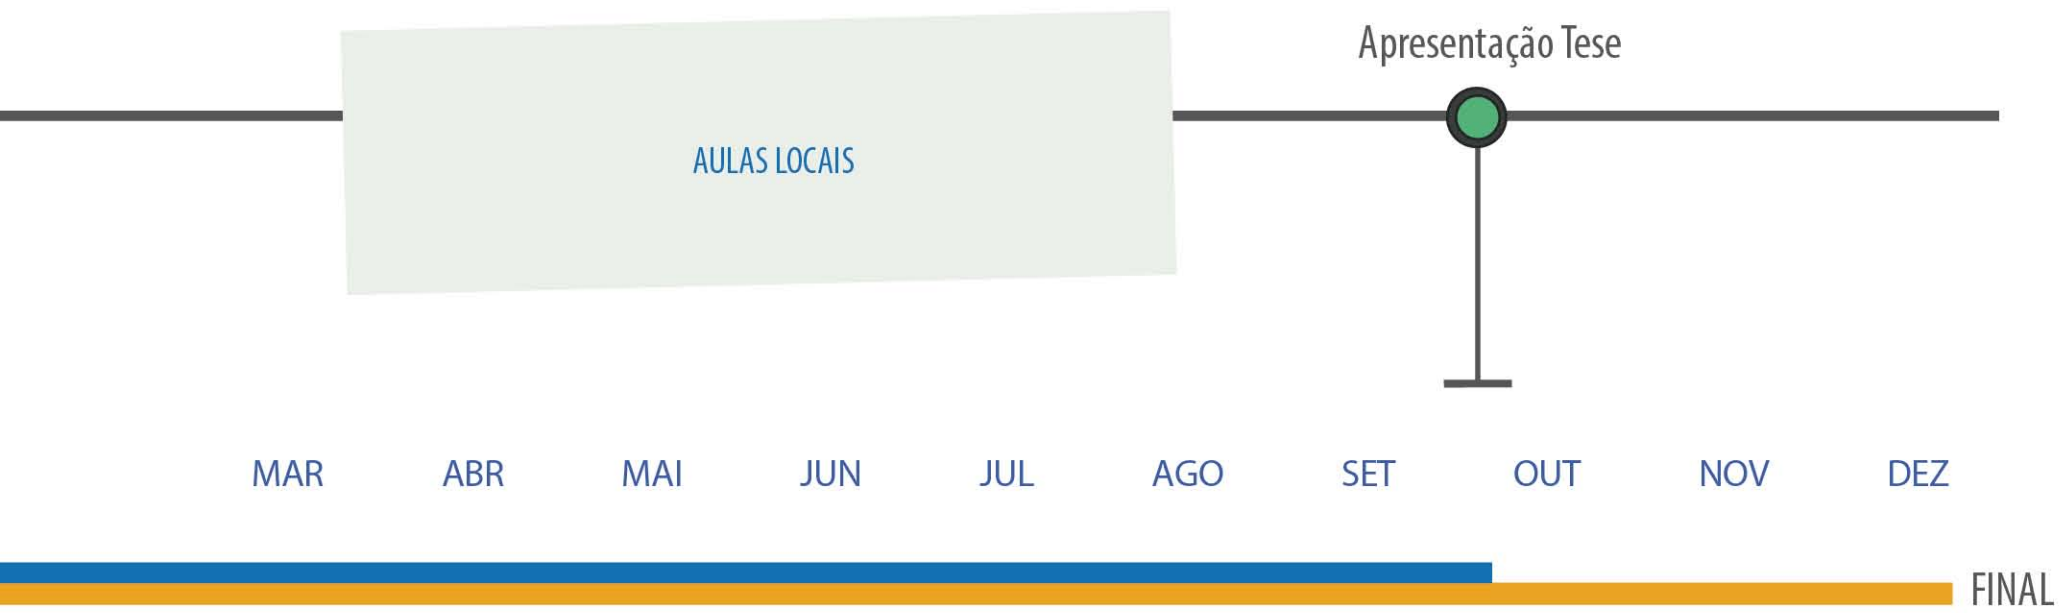 Apresentação Tese
AULAS LOCAIS
MAR ABR MAI JUN JUL AGO SET OUT NOV DEZ
FINAL